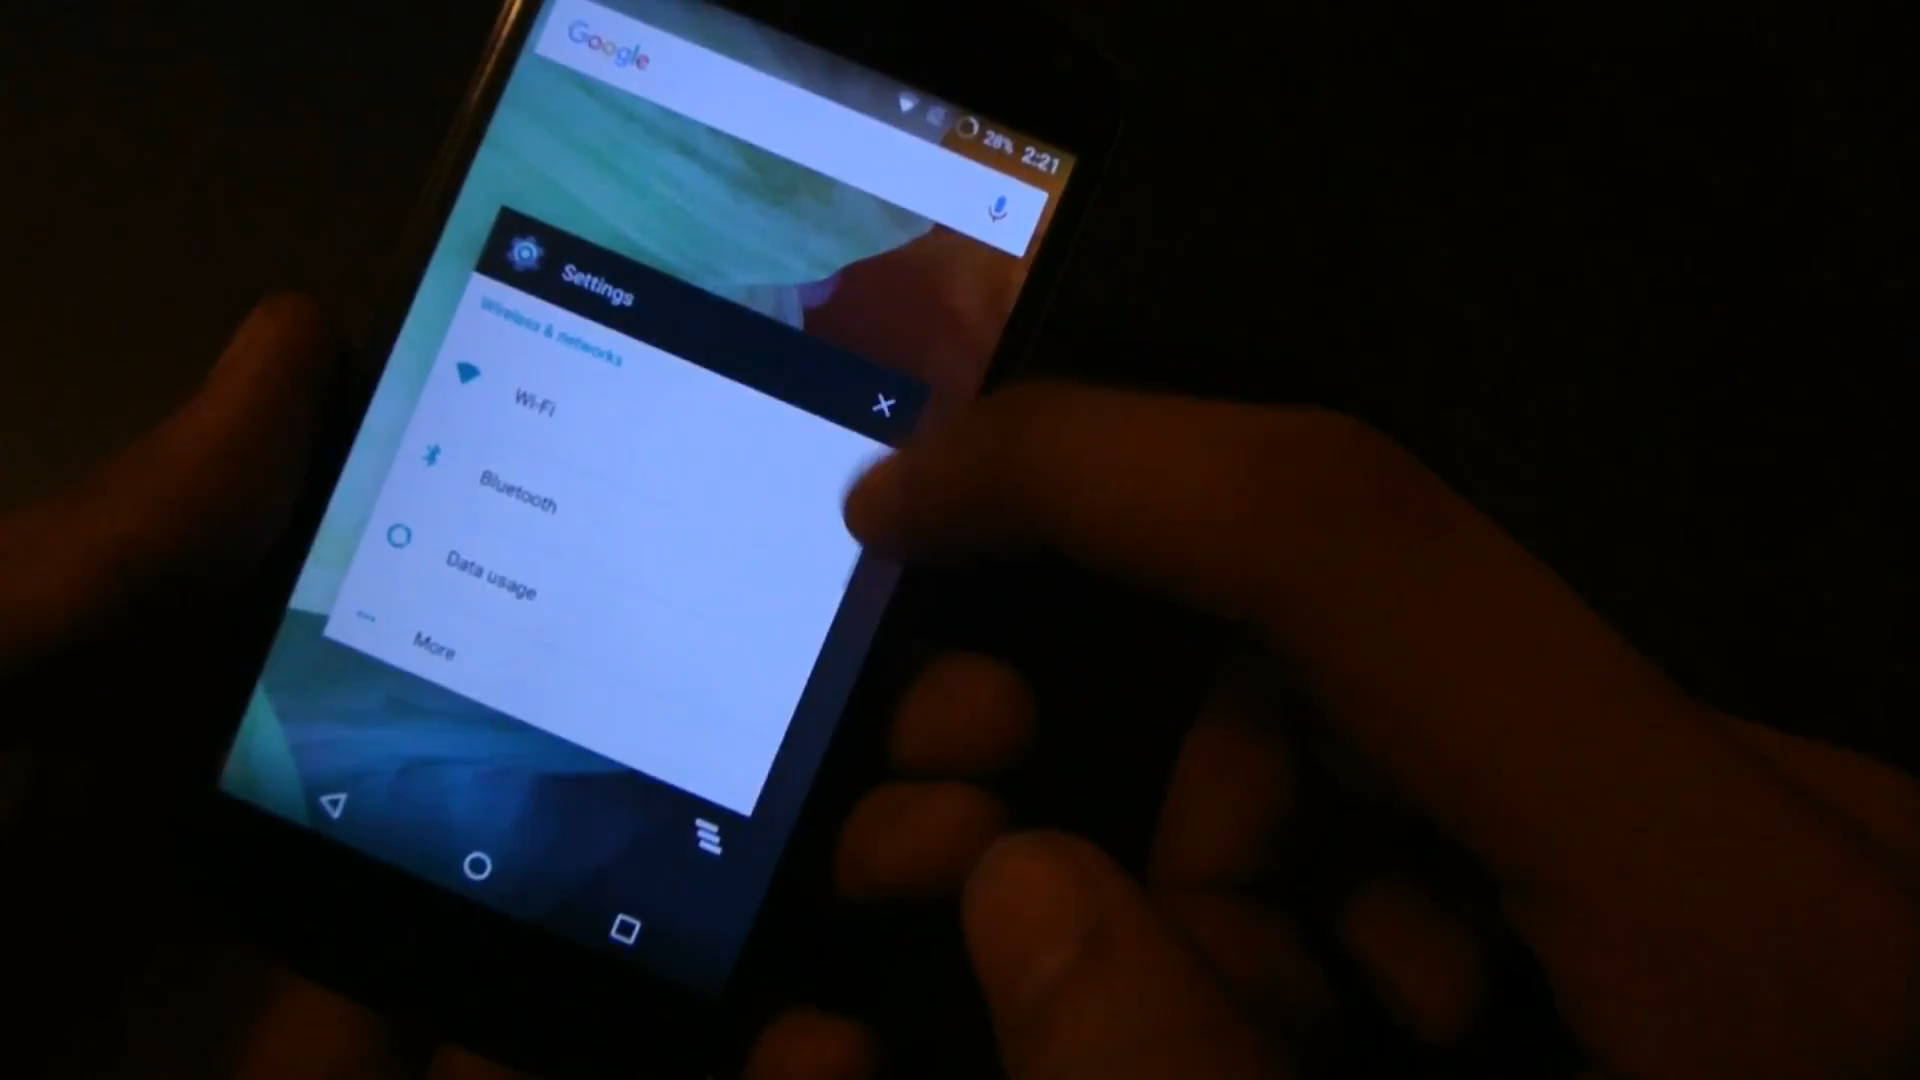 Google
28% 2:21
Settings
Wireless & networks
Wi-Fi
Bluetooth
Data usage
More